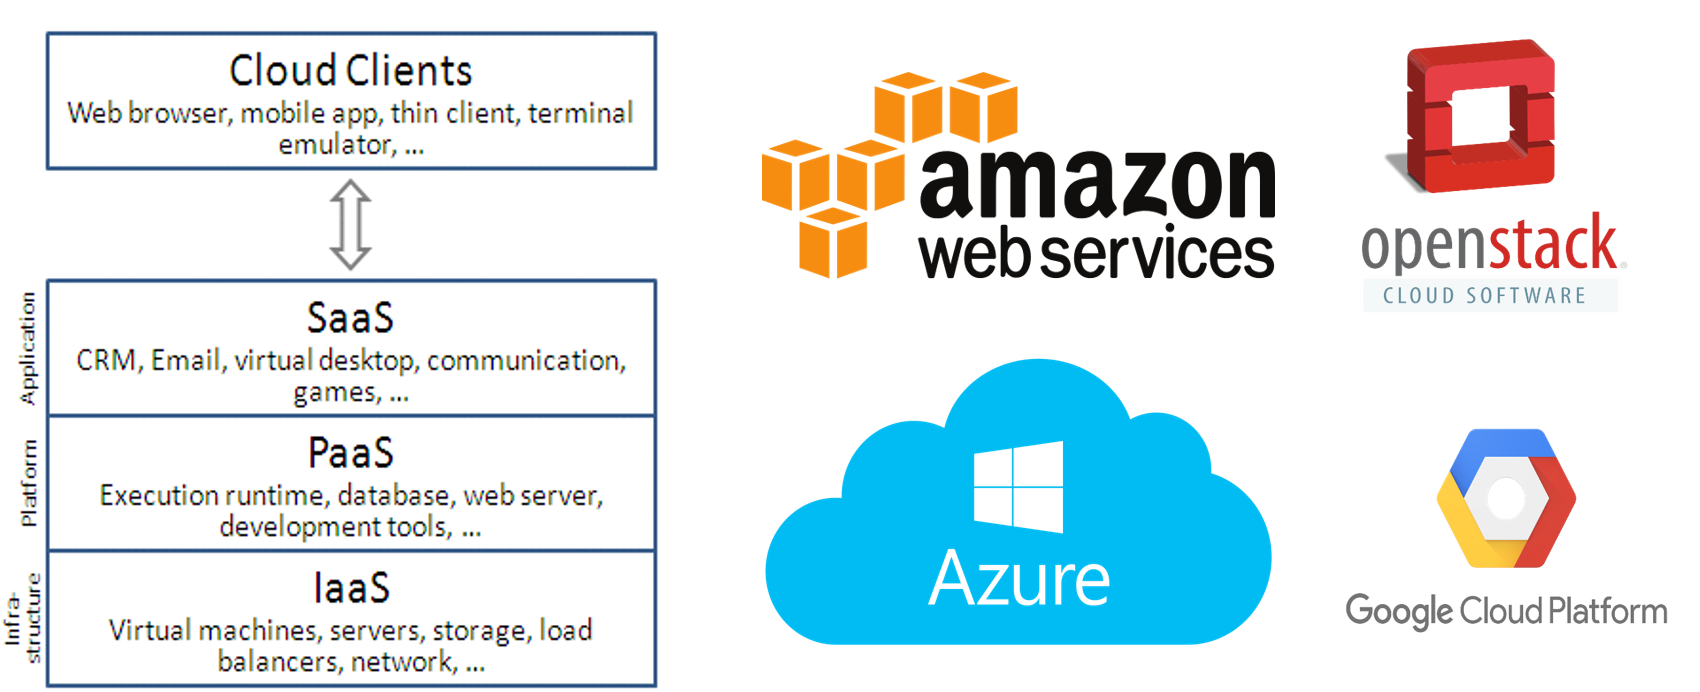 Cloud Clients
Web browser, mobile app, thin client, terminal
emulator, ...
Application
SaaS
CRM, Email, virtual desktop, communication,
games, ...
Platform
PaaS
Execution runtime, database, web server,
development tools, ...
Infra-
structure
IaaS
Virtual machines, servers, storage, load
balancers, network, ...
amazon
web services
openstack.
CLOUD SOFTWARE
Azure
Google Cloud Platform